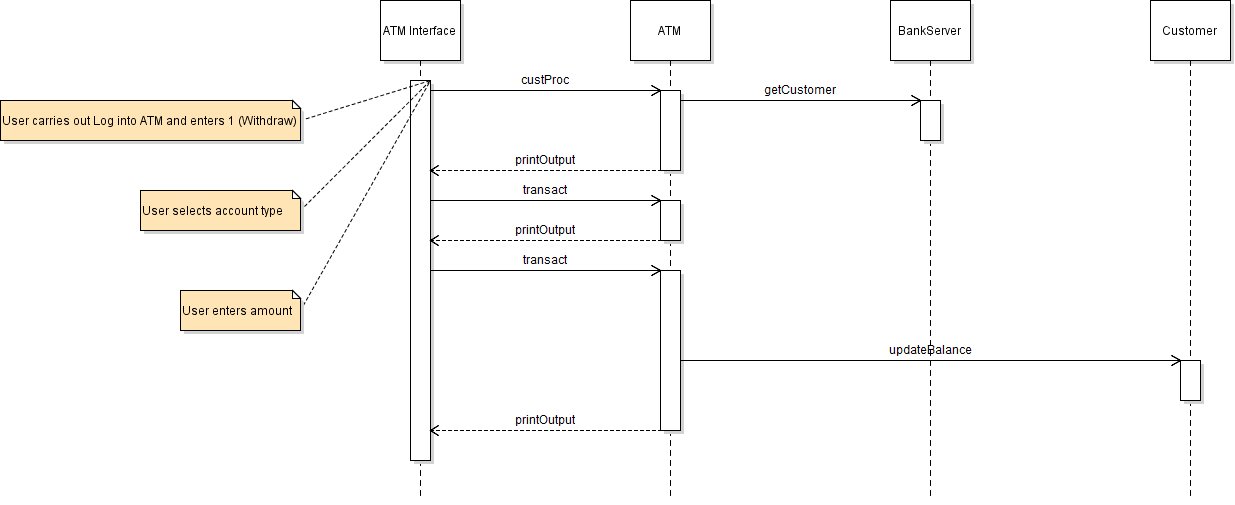 ATM Interface
ATM
BankServer
Customer
custProc
getCustomer
User carries out Log into ATM and enters 1 (Withdraw)
printOutput
transact
User selects account type
printOutput
transact
User enters amount
updateBalance
printOutput